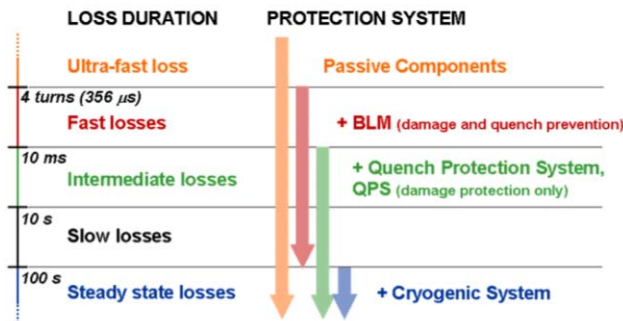 LOSS DURATION PROTECTION SYSTEM
Ultra-fast loss Passive Components
4 turns (356 µs)
Fast losses + BLM (damage and quench prevention)
10 ms
Intermediate losses + Quench Protection System,
QPS (damage protection only)
10 s
Slow losses
100 s
Steady state losses + Cryogenic System